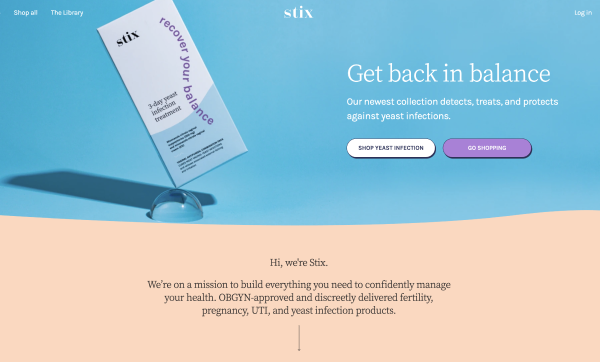 Shop all
The Library
stix
Log in
stix
recover your balance
3-day yeast
infection
treatment
Get back in balance
Our newest collection detects, treats, and protects
against yeast infections.
SHOP YEAST INFECTION
GO SHOPPING
Hi, we're Stix.
We're on a mission to build everything you need to confidently manage
your health. OBGYN-approved and discreetly delivered fertility,
pregnancy, UTI, and yeast infection products.